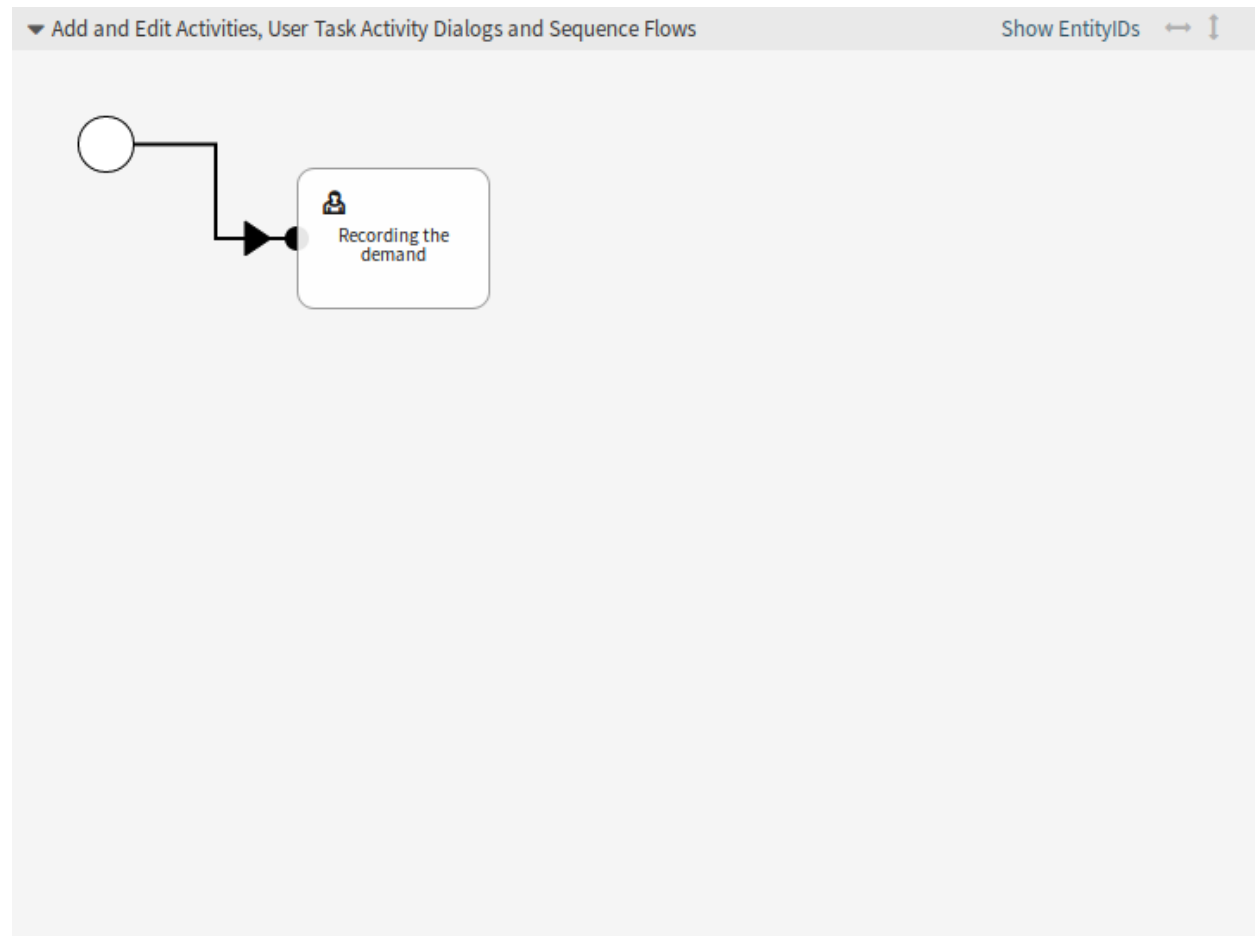 Add and Edit Activities, User Task Activity Dialogs and Sequence Flows
Show EntityIDs
Recording the
demand